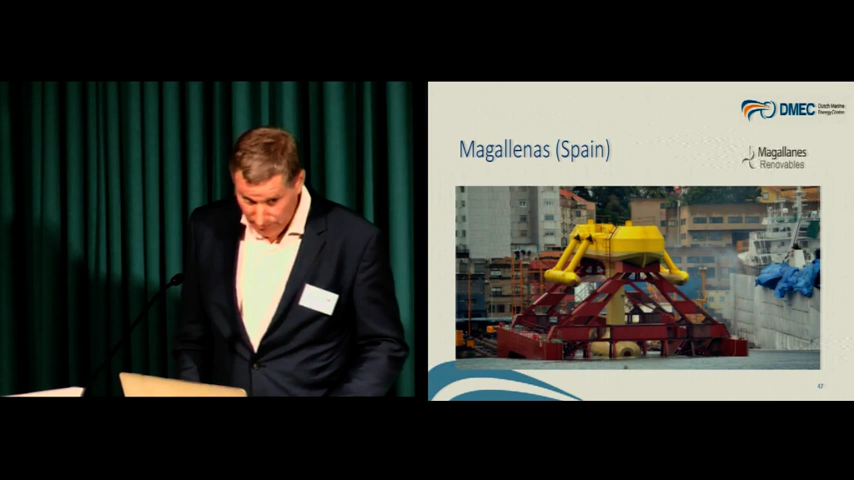 DMEC
Dutch Marine
Energy Centre
Magallenas (Spain)
Magallanes
Renovables
47